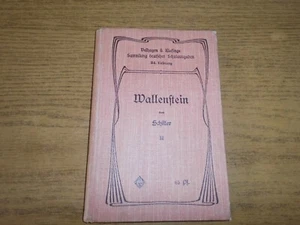 Velhagen & Klasings
Sammlung deutscher Schulausgaben
Wallenstein
von
Schiller
II